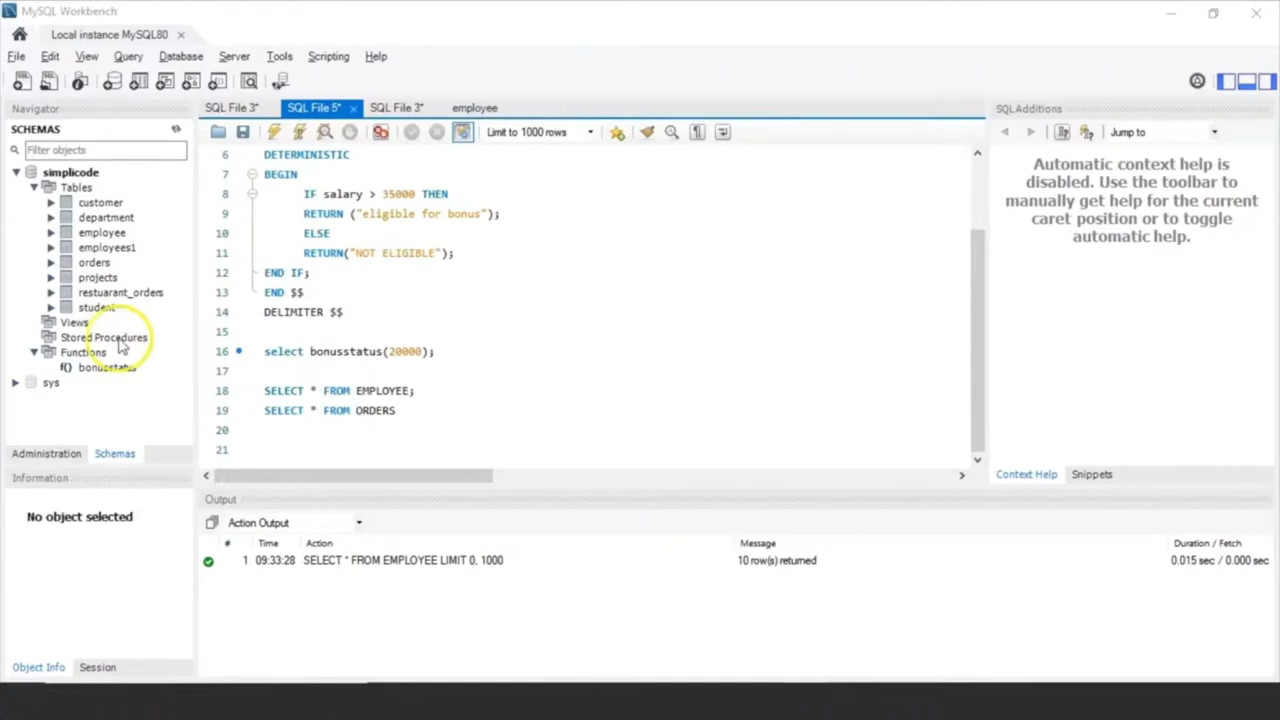 MySQL Workbench
Local instance MySQL80
File Edit View Query Database Server Tools Scripting Help
Navigator
SCHEMAS
Filter objects
simplicode
Tables
customer
department
employee
employees1
orders
projects
restuarant_orders
student
Views
Stored Procedures
Functions
f() bonusstatus
sys
Administration Schemas
Information
No object selected
Object Info Session
SQL File 3* SQL File 5* SQL File 3* employee
Limit to 1000 rows
6 DETERMINISTIC
7 BEGIN
8 IF salary > 35000 THEN
9 RETURN ("eligible for bonus");
10 ELSE
11 RETURN("NOT ELIGIBLE");
12 END IF;
13 END $$
14 DELIMITER $$
15
16 select bonusstatus(20000);
17
18 SELECT * FROM EMPLOYEE;
19 SELECT * FROM ORDERS
20
21
SQLAdditions
Jump to
Automatic context help is
disabled. Use the toolbar to
manually get help for the current
caret position or to toggle
automatic help.
Context Help Snippets
Output
Action Output
# Time Action Message Duration / Fetch
1 09:33:28 SELECT * FROM EMPLOYEE LIMIT 0, 1000 10 row(s) returned 0.015 sec / 0.000 sec